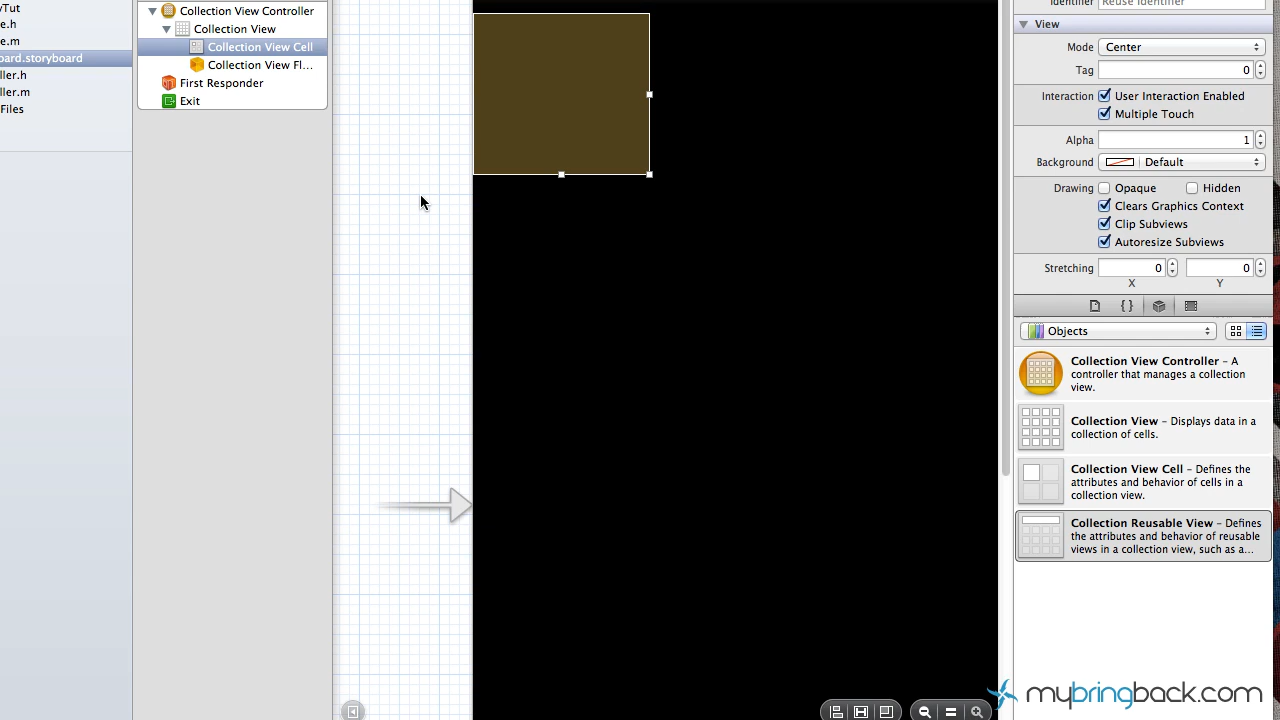 yTut
e.h
e.m
oard.storyboard
ller.h
ller.m
Files
Collection View Controller
Collection View
Collection View Cell
Collection View Fl...
First Responder
Exit
Identifier Reuse Identifier
View
Mode Center
Tag 0
Interaction User Interaction Enabled
Multiple Touch
Alpha 1
Background Default
Drawing Opaque Hidden
Clears Graphics Context
Clip Subviews
Autoresize Subviews
Stretching 0 0
X Y
{}
Objects
Collection View Controller – A
controller that manages a collection
view.
Collection View – Displays data in a
collection of cells.
Collection View Cell – Defines the
attributes and behavior of cells in a
collection view.
Collection Reusable View – Defines
the attributes and behavior of reusable
views in a collection view, such as a...
mybringback.com